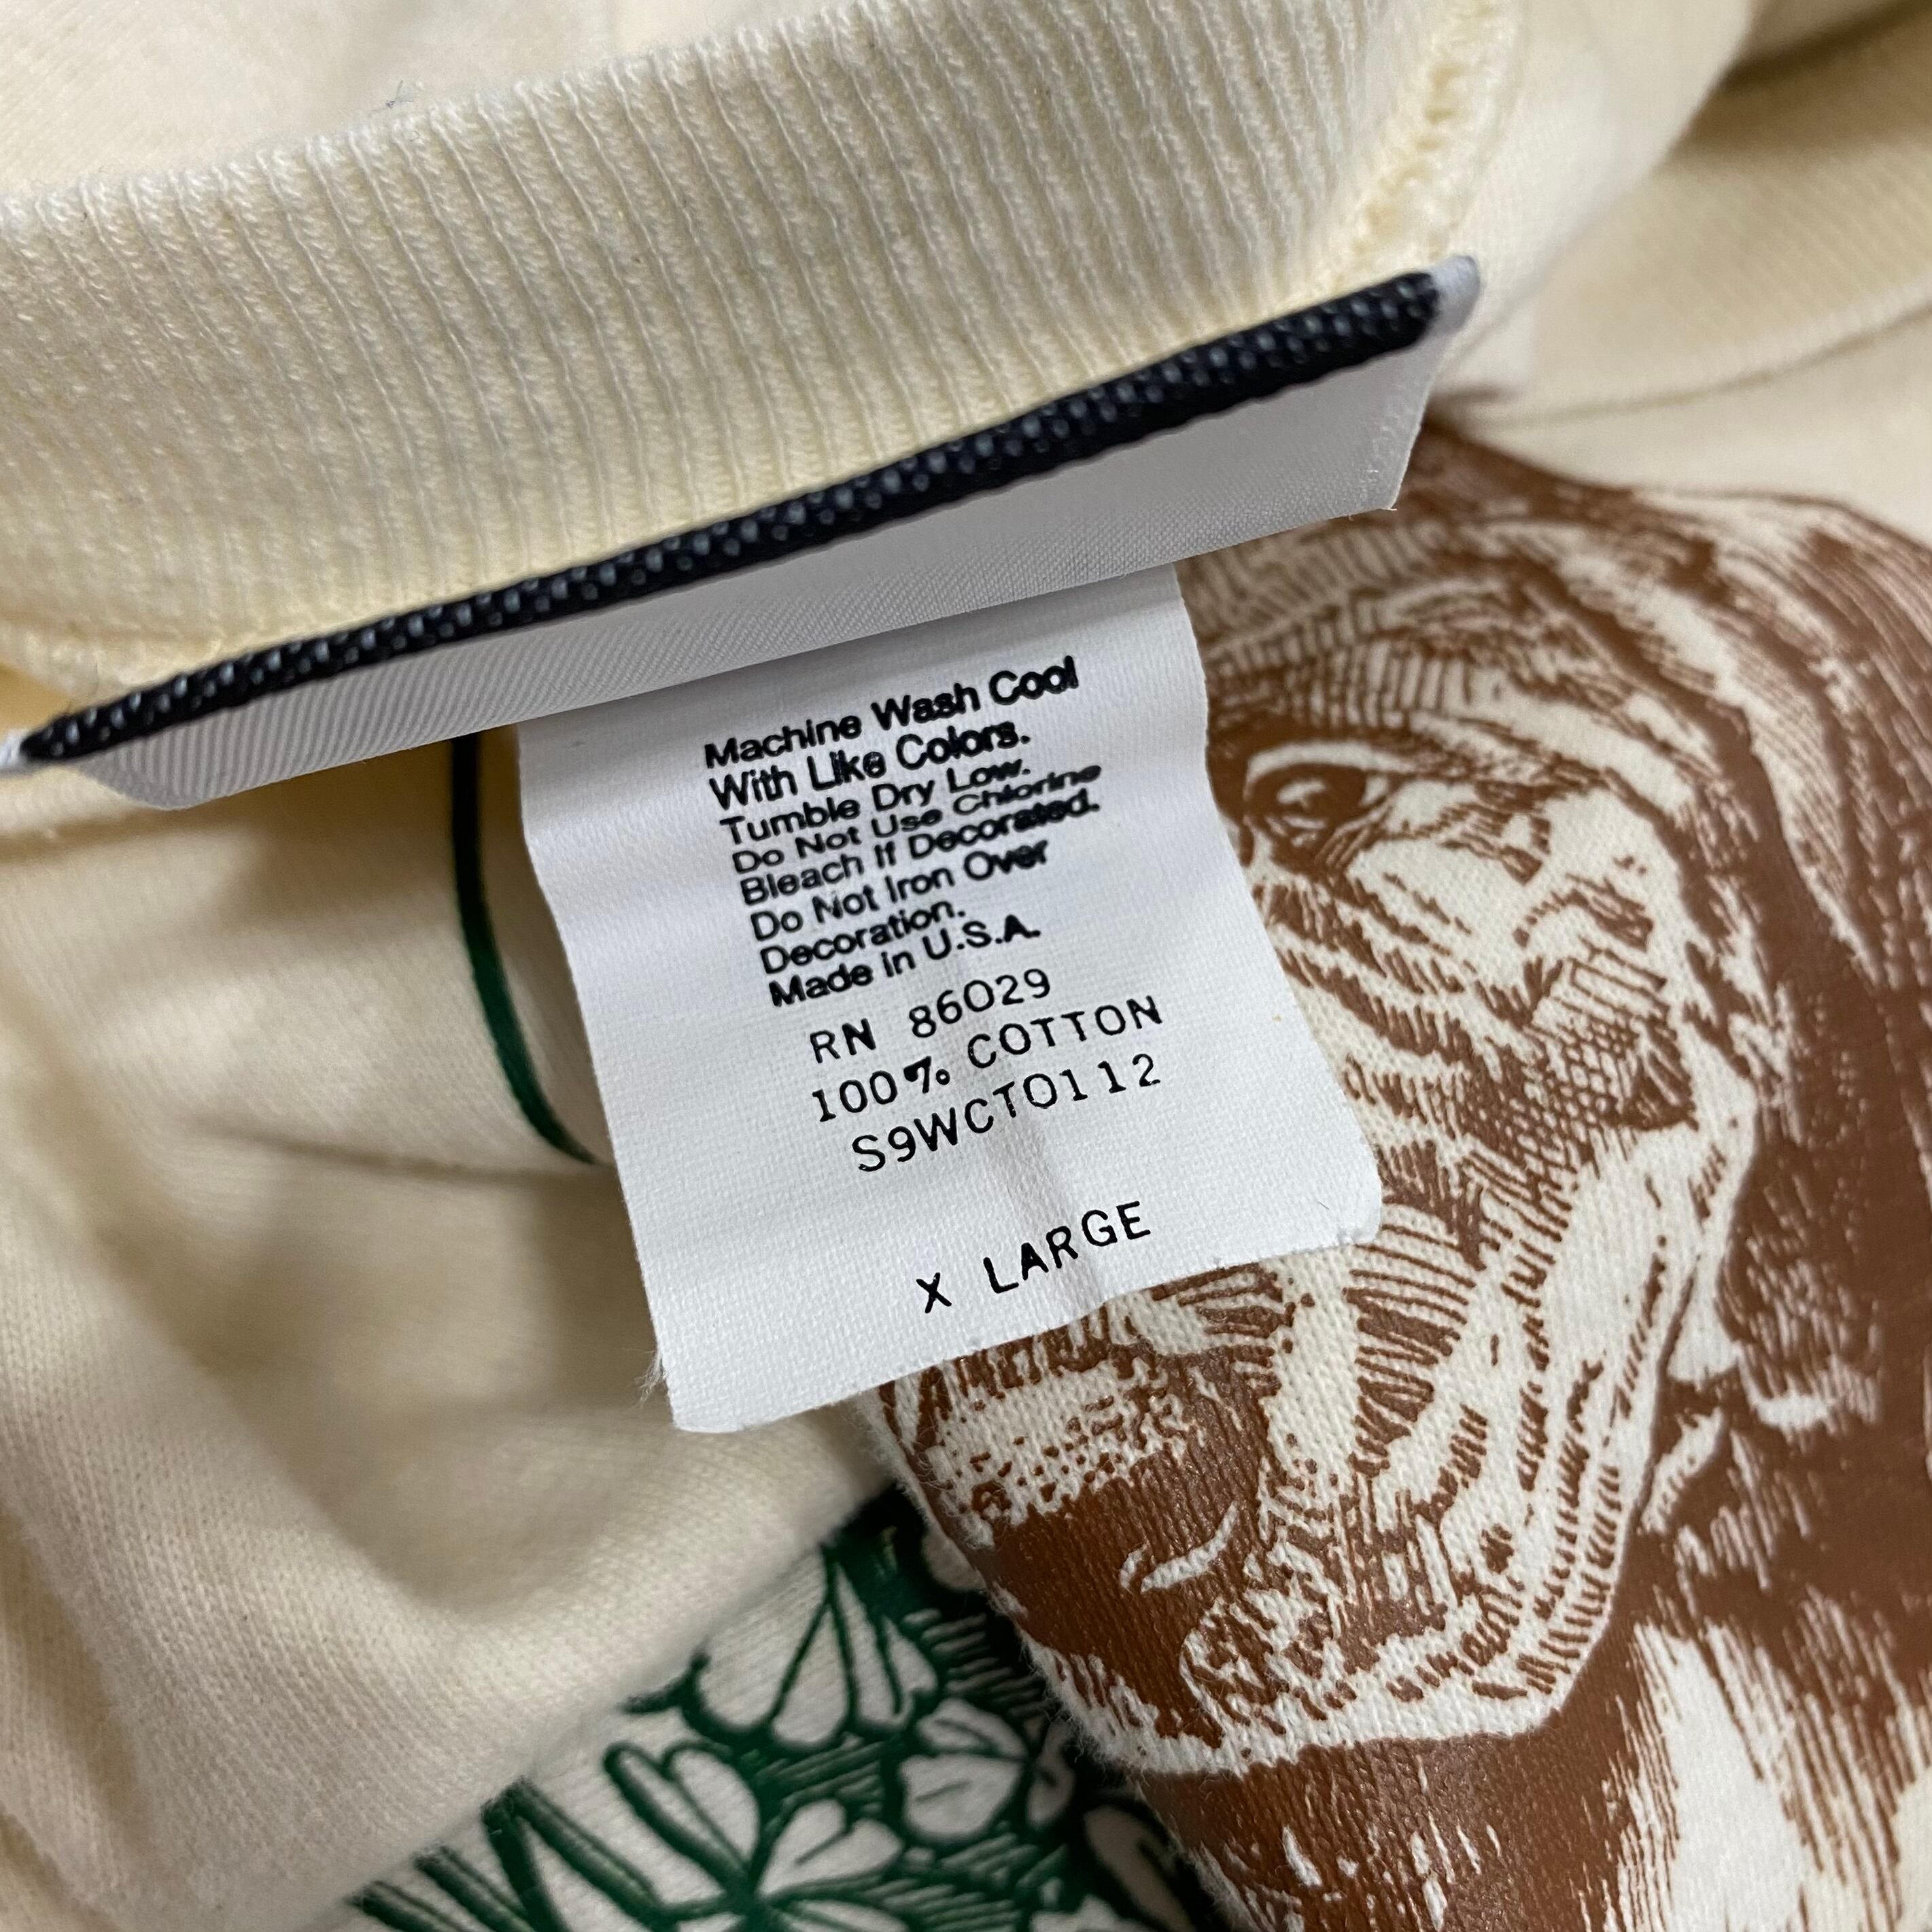 Machine Wash Cool
With Like Colors.
Tumble Dry Low.
Do Not Use Chlorine
Bleach If Decorated.
Do Not Iron Over
Decoration.
Made in U.S.A.
RN 86029
100% COTTON
S9WCT0112
X LARGE